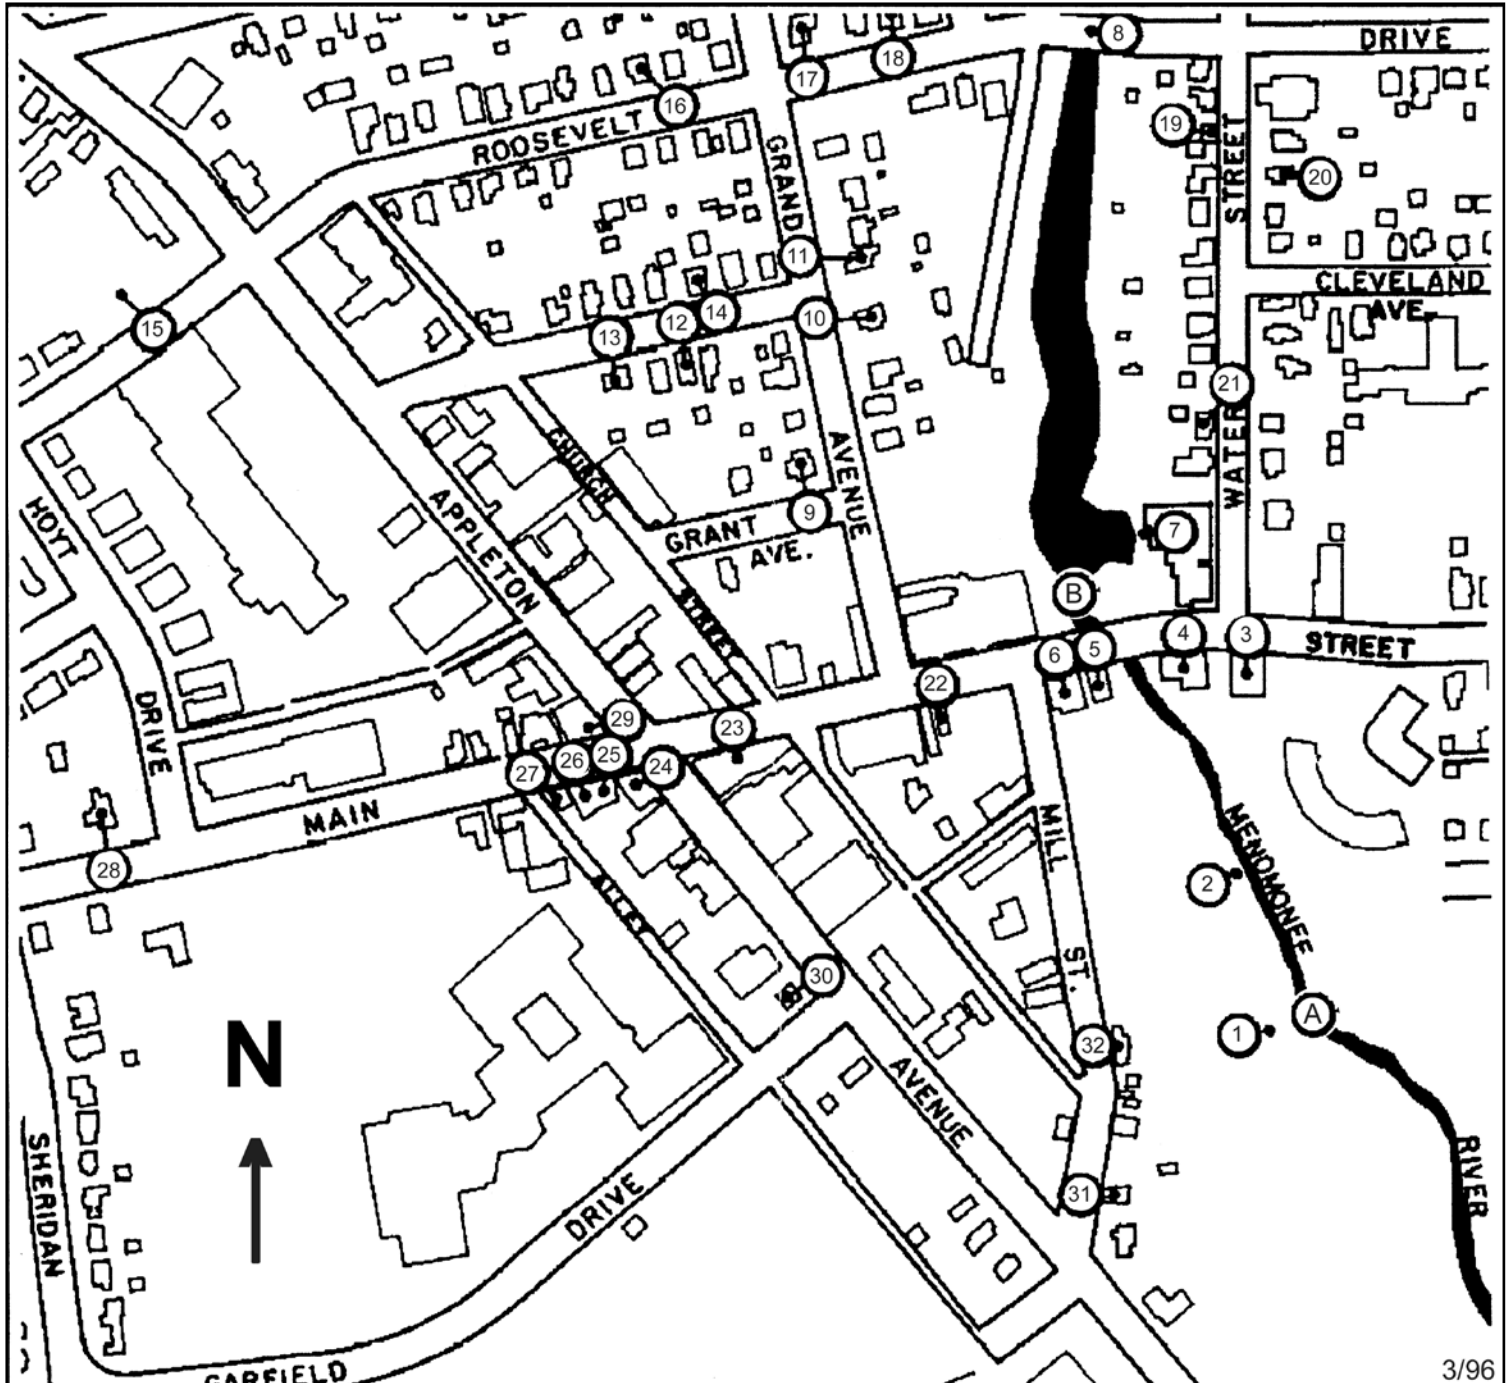 8
DRIVE
18
17
16
ROOSEVELT
19
GRAND
STREET
20
11
CLEVELAND
AVE.
15
13
12
14
10
21
CHURCH
AVENUE
WATER
HOYT
APPLETON
9
GRANT
AVE.
7
B
STREET
6
5
4
3
STREET
22
DRIVE
29
23
27
26
25
24
MAIN
MILL
MENOMONEE
28
2
ALLEY
ST.
30
A
N
1
32
AVENUE
SHERIDAN
RIVER
31
DRIVE
GARFIELD
3/96